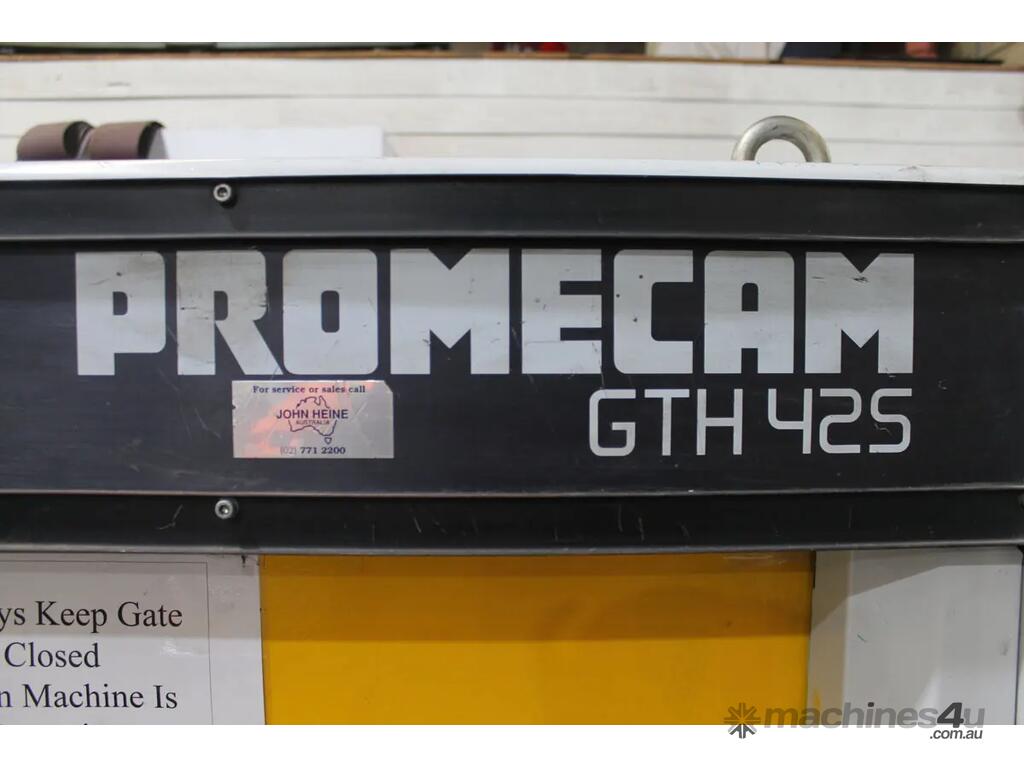 PROMECAM
GTH 425
For service or sales call
JOHN HEINE
AUSTRALIA
(02) 771 2200
ys Keep Gate
Closed
n Machine Is
machines4u
.com.au